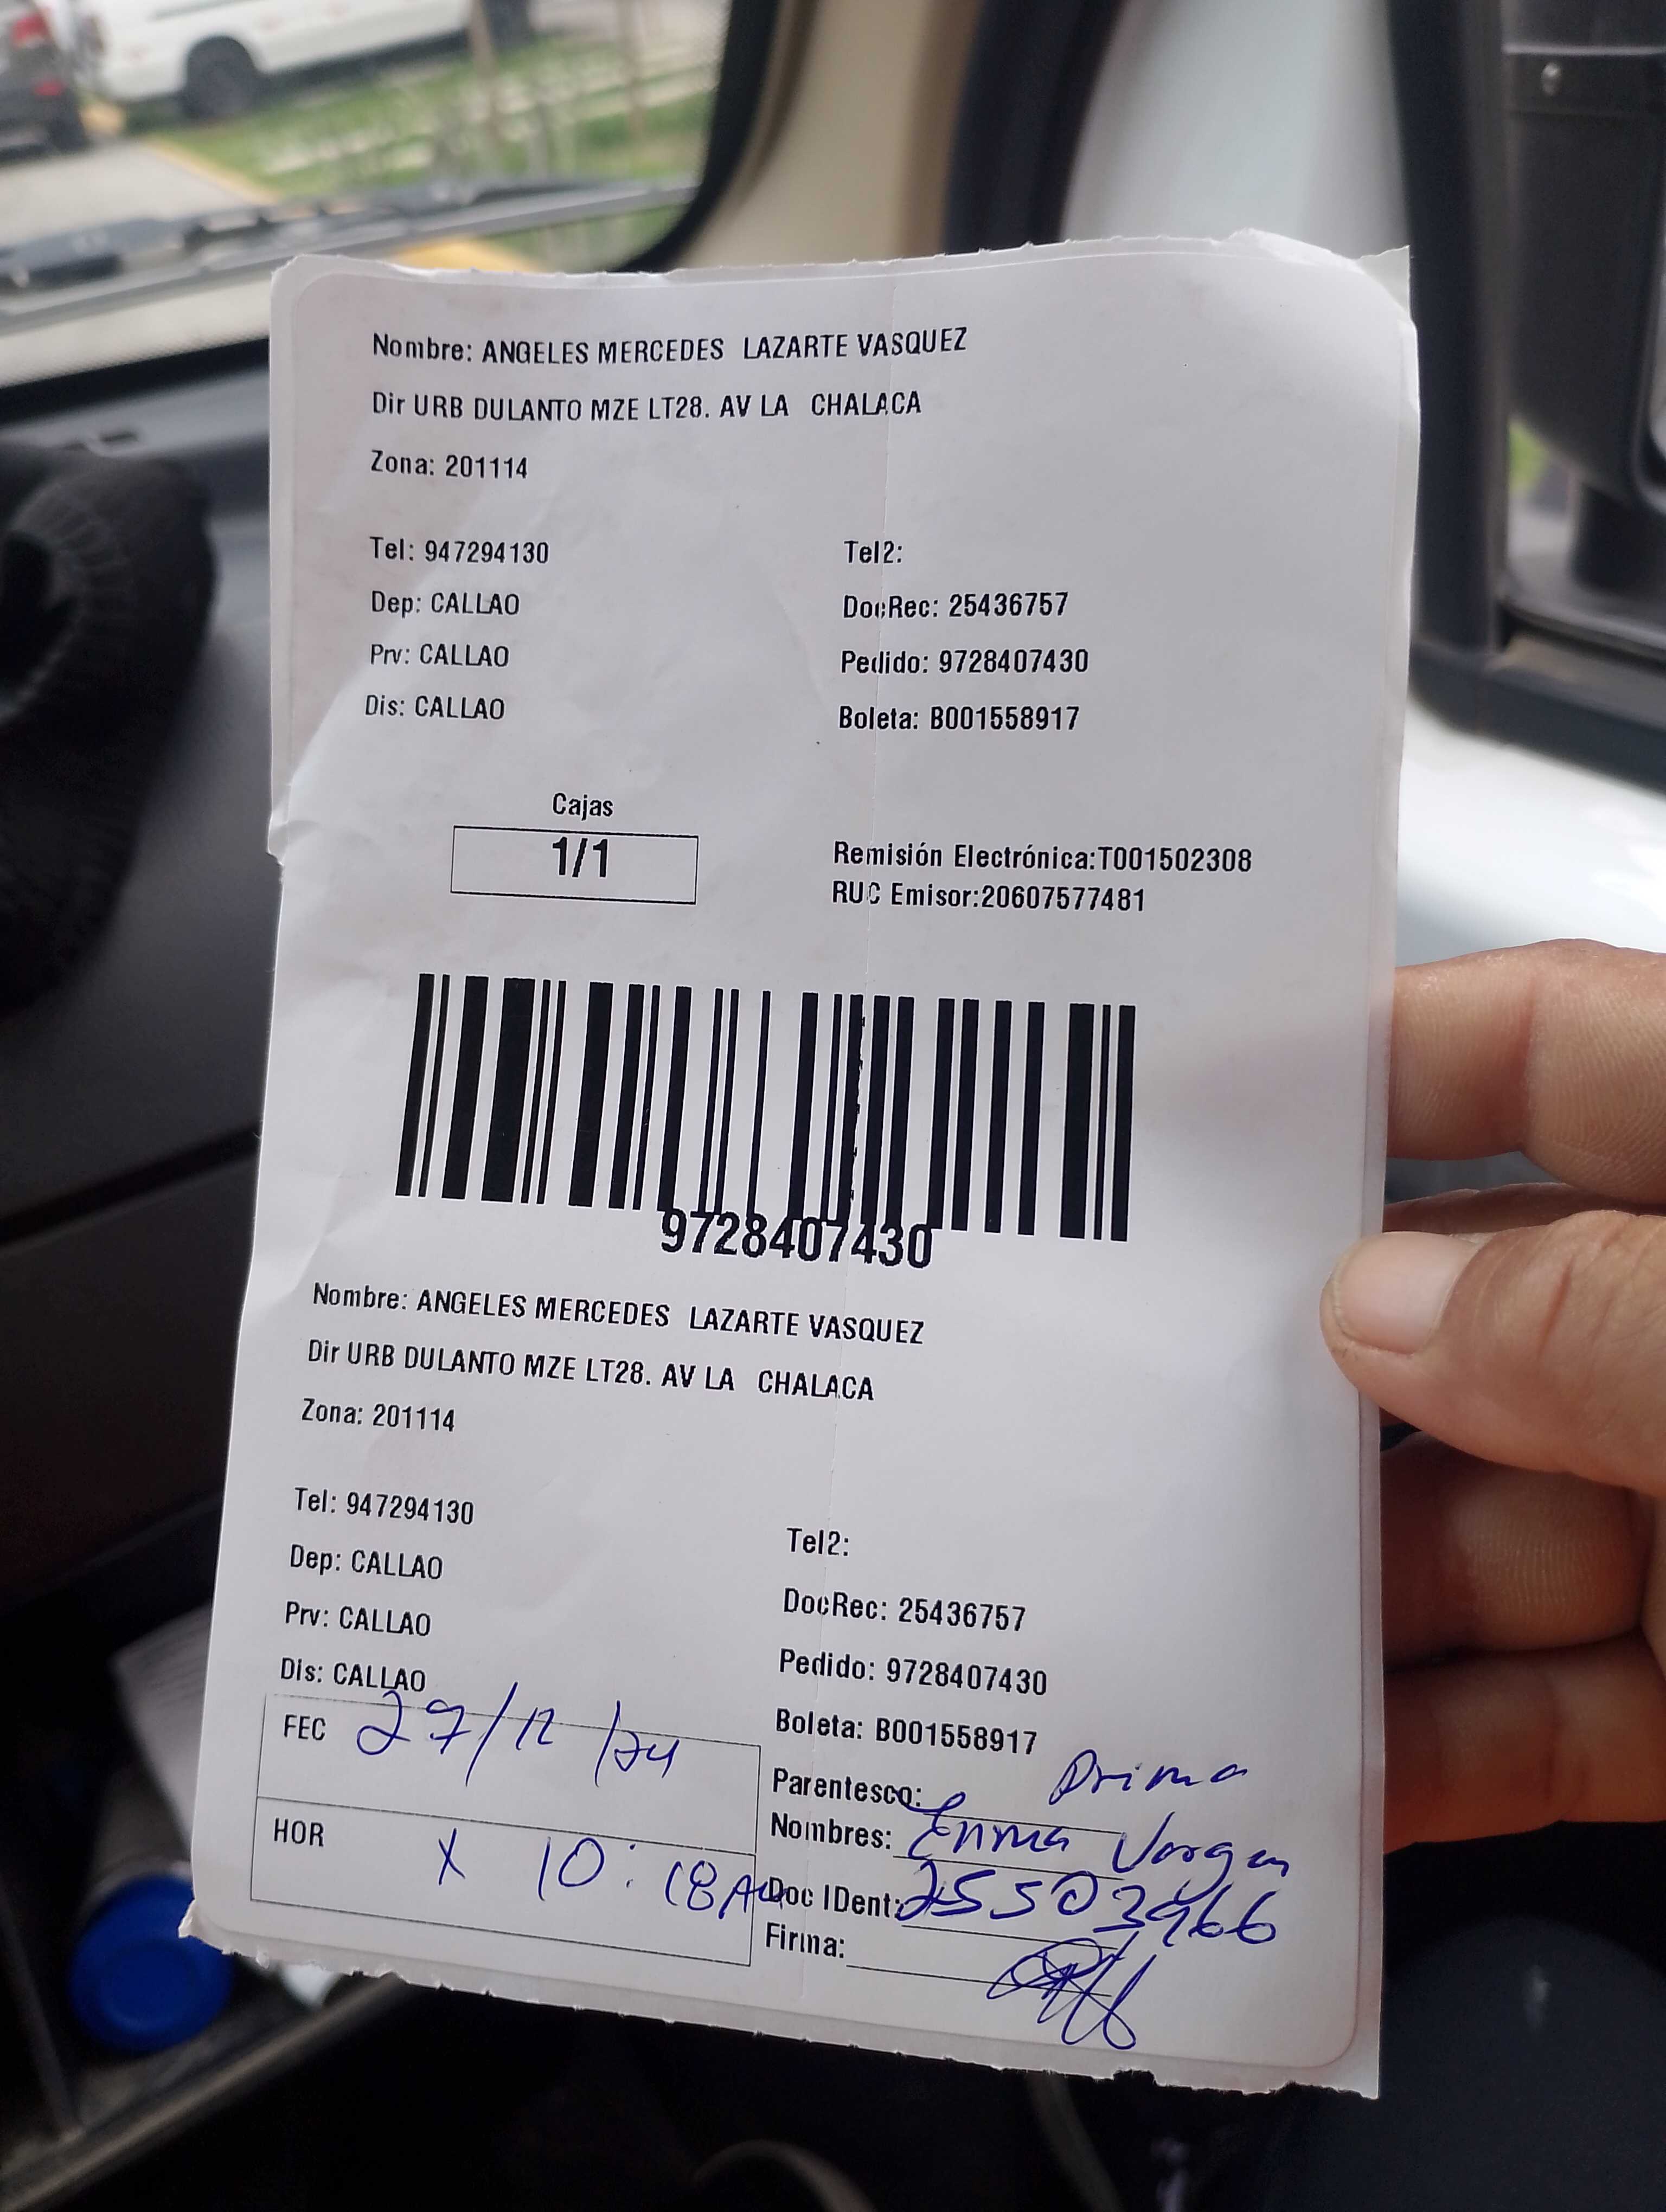 Nombre: ANGELES MERCEDES LAZARTE VASQUEZ
Dir URB DULANTO MZE LT28. AV LA CHALACA
Zona: 201114
Tel: 947294130
Tel2:
Dep: CALLAO
DocRec: 25436757
Prv: CALLAO
Pedido: 9728407430
Dis: CALLAO
Boleta: B001558917
Cajas
1/1
Remisión Electrónica:T001502308
RUC Emisor:20607577481
9728407430
Nombre: ANGELES MERCEDES LAZARTE VASQUEZ
Dir URB DULANTO MZE LT28. AV LA CHALACA
Zona: 201114
Tel: 947294130
Tel2:
Dep: CALLAO
DocRec: 25436757
Prv: CALLAO
Pedido: 9728407430
Dis: CALLAO
Boleta: B001558917
FEC 27/12/24
HOR x 10:18AM
Parentesco: Prima
Nombres: Emma Vargas
Doc IDent: 25503966
Firma: